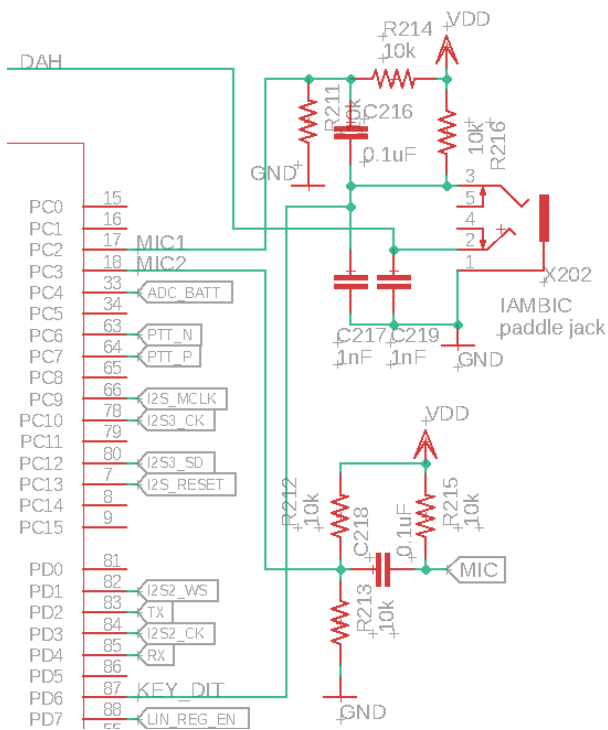 VDD
R214
10k
DAH
R211
C216
0.1uF
10k
R216
GND
3
5
4
2
1
X202
IAMBIC
paddle jack
C217
1nF
C219
1nF
GND
PC0 15
PC1 16
PC2 17 MIC1
PC3 18 MIC2
PC4 33 ADC_BATT
PC5 34
PC6 63 PTT_N
PC7 64 PTT_P
PC8 65
PC9 66 I2S_MCLK
PC10 78 I2S3_CK
PC11 79
PC12 80 I2S3_SD
PC13 7 I2S_RESET
PC14 8
PC15 9
PD0 81
PD1 82 I2S2_WS
PD2 83 TX
PD3 84 I2S2_CK
PD4 85 RX
PD5 86
PD6 87 KEY_DIT
PD7 88 LIN_REG_EN
VDD
R212
10k
C218
0.1uF
R215
10k
MIC
R213
10k
GND